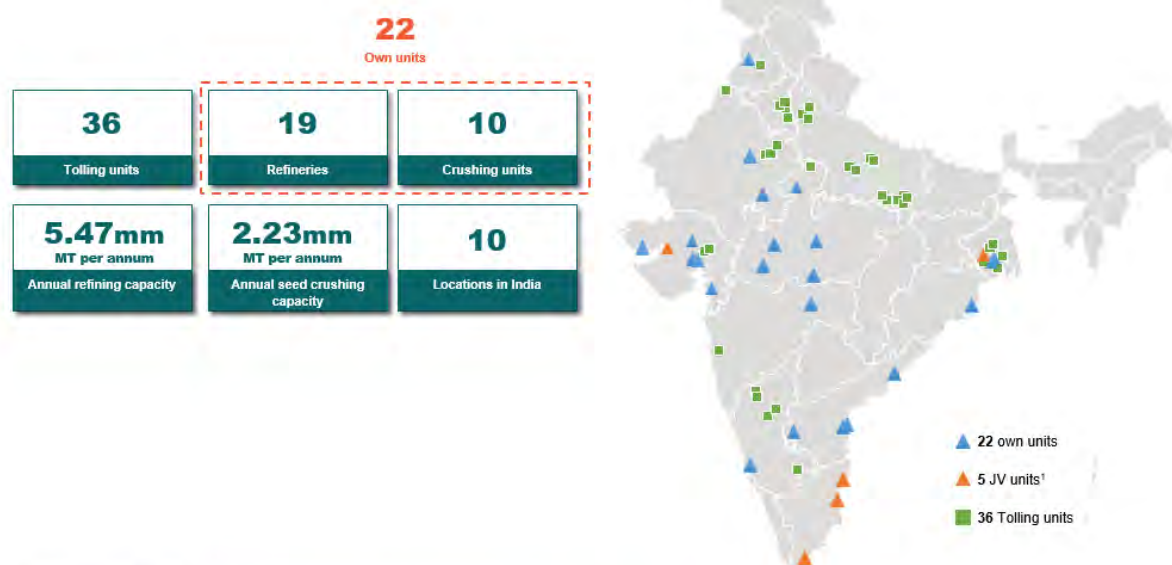 22
Own units
36
Tolling units
19
Refineries
10
Crushing units
5.47mm
MT per annum
Annual refining capacity
2.23mm
MT per annum
Annual seed crushing
capacity
10
Locations in India
22 own units
5 JV units¹
36 Tolling units